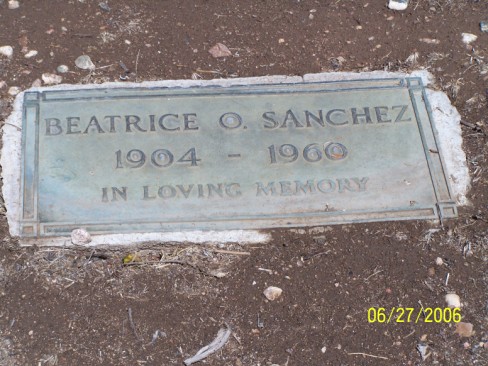 BEATRICE O. SANCHEZ
1904 - 1960
IN LOVING MEMORY
06/27/2006